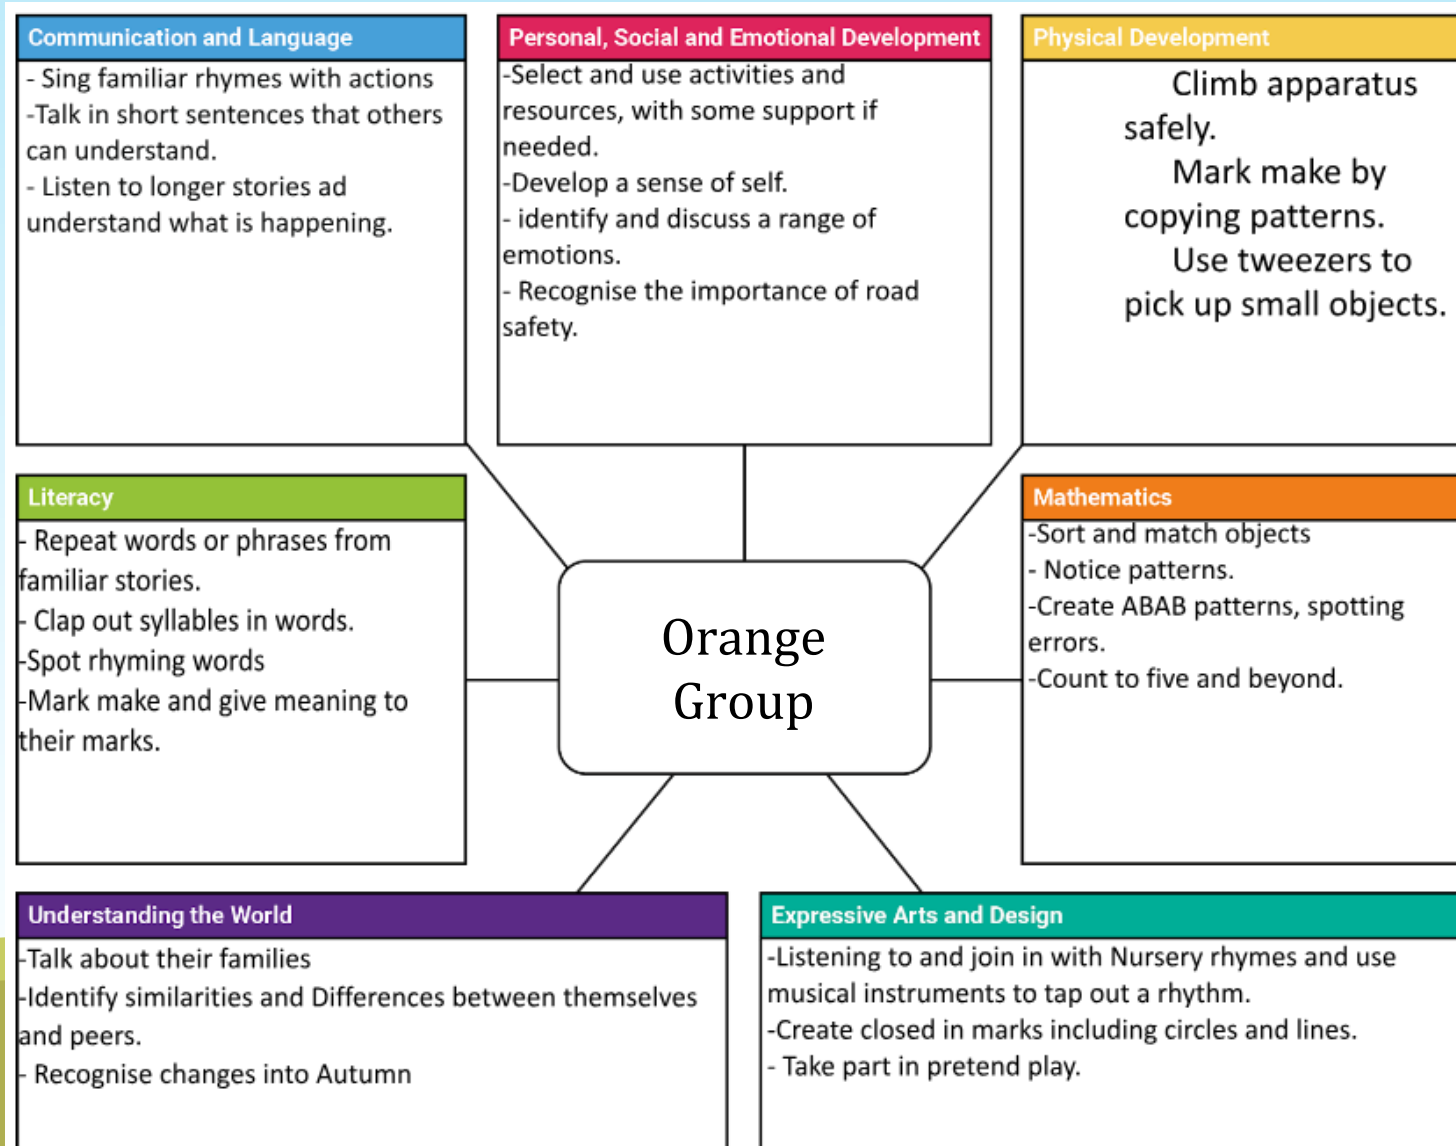 Communication and Language
- Sing familiar rhymes with actions
-Talk in short sentences that others
can understand.
- Listen to longer stories ad
understand what is happening.
Personal, Social and Emotional Development
-Select and use activities and
resources, with some support if
needed.
-Develop a sense of self.
- identify and discuss a range of
emotions.
- Recognise the importance of road
safety.
Physical Development
Climb apparatus
safely.
Mark make by
copying patterns.
Use tweezers to
pick up small objects.
Literacy
- Repeat words or phrases from
familiar stories.
- Clap out syllables in words.
-Spot rhyming words
-Mark make and give meaning to
their marks.
Orange
Group
Mathematics
-Sort and match objects
- Notice patterns.
-Create ABAB patterns, spotting
errors.
-Count to five and beyond.
Understanding the World
-Talk about their families
-Identify similarities and Differences between themselves
and peers.
- Recognise changes into Autumn
Expressive Arts and Design
-Listening to and join in with Nursery rhymes and use
musical instruments to tap out a rhythm.
-Create closed in marks including circles and lines.
- Take part in pretend play.